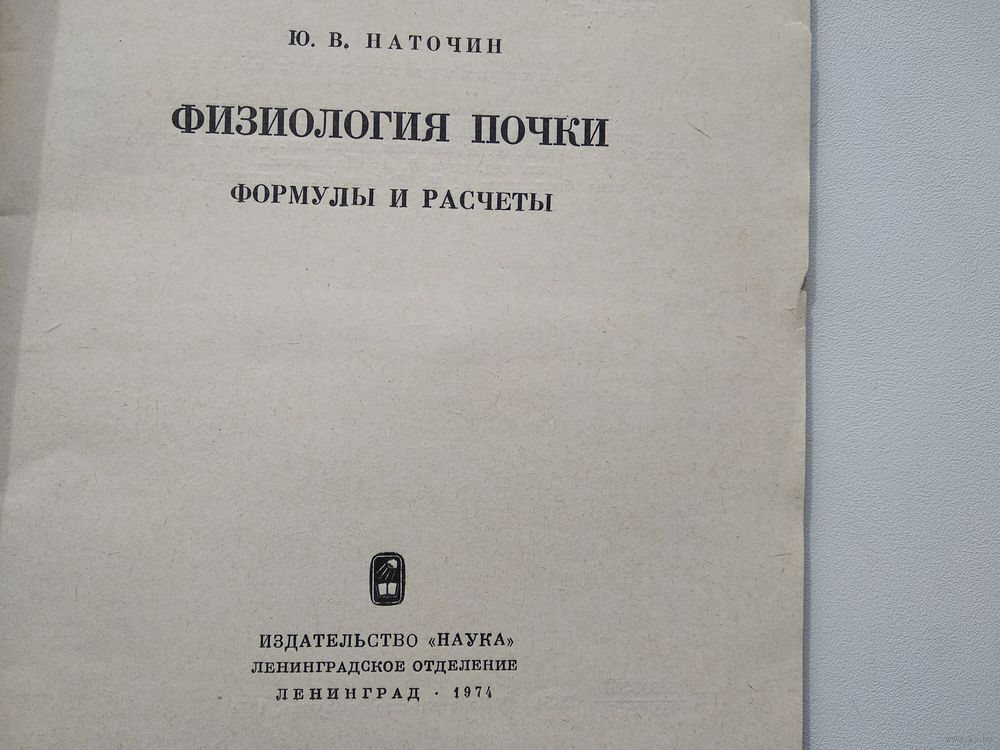 Ю. В. НАТОЧИН
ФИЗИОЛОГИЯ ПОЧКИ
ФОРМУЛЫ И РАСЧЕТЫ
ИЗДАТЕЛЬСТВО «НАУКА»
ЛЕНИНГРАДСКОЕ ОТДЕЛЕНИЕ
ЛЕНИНГРАД · 1974